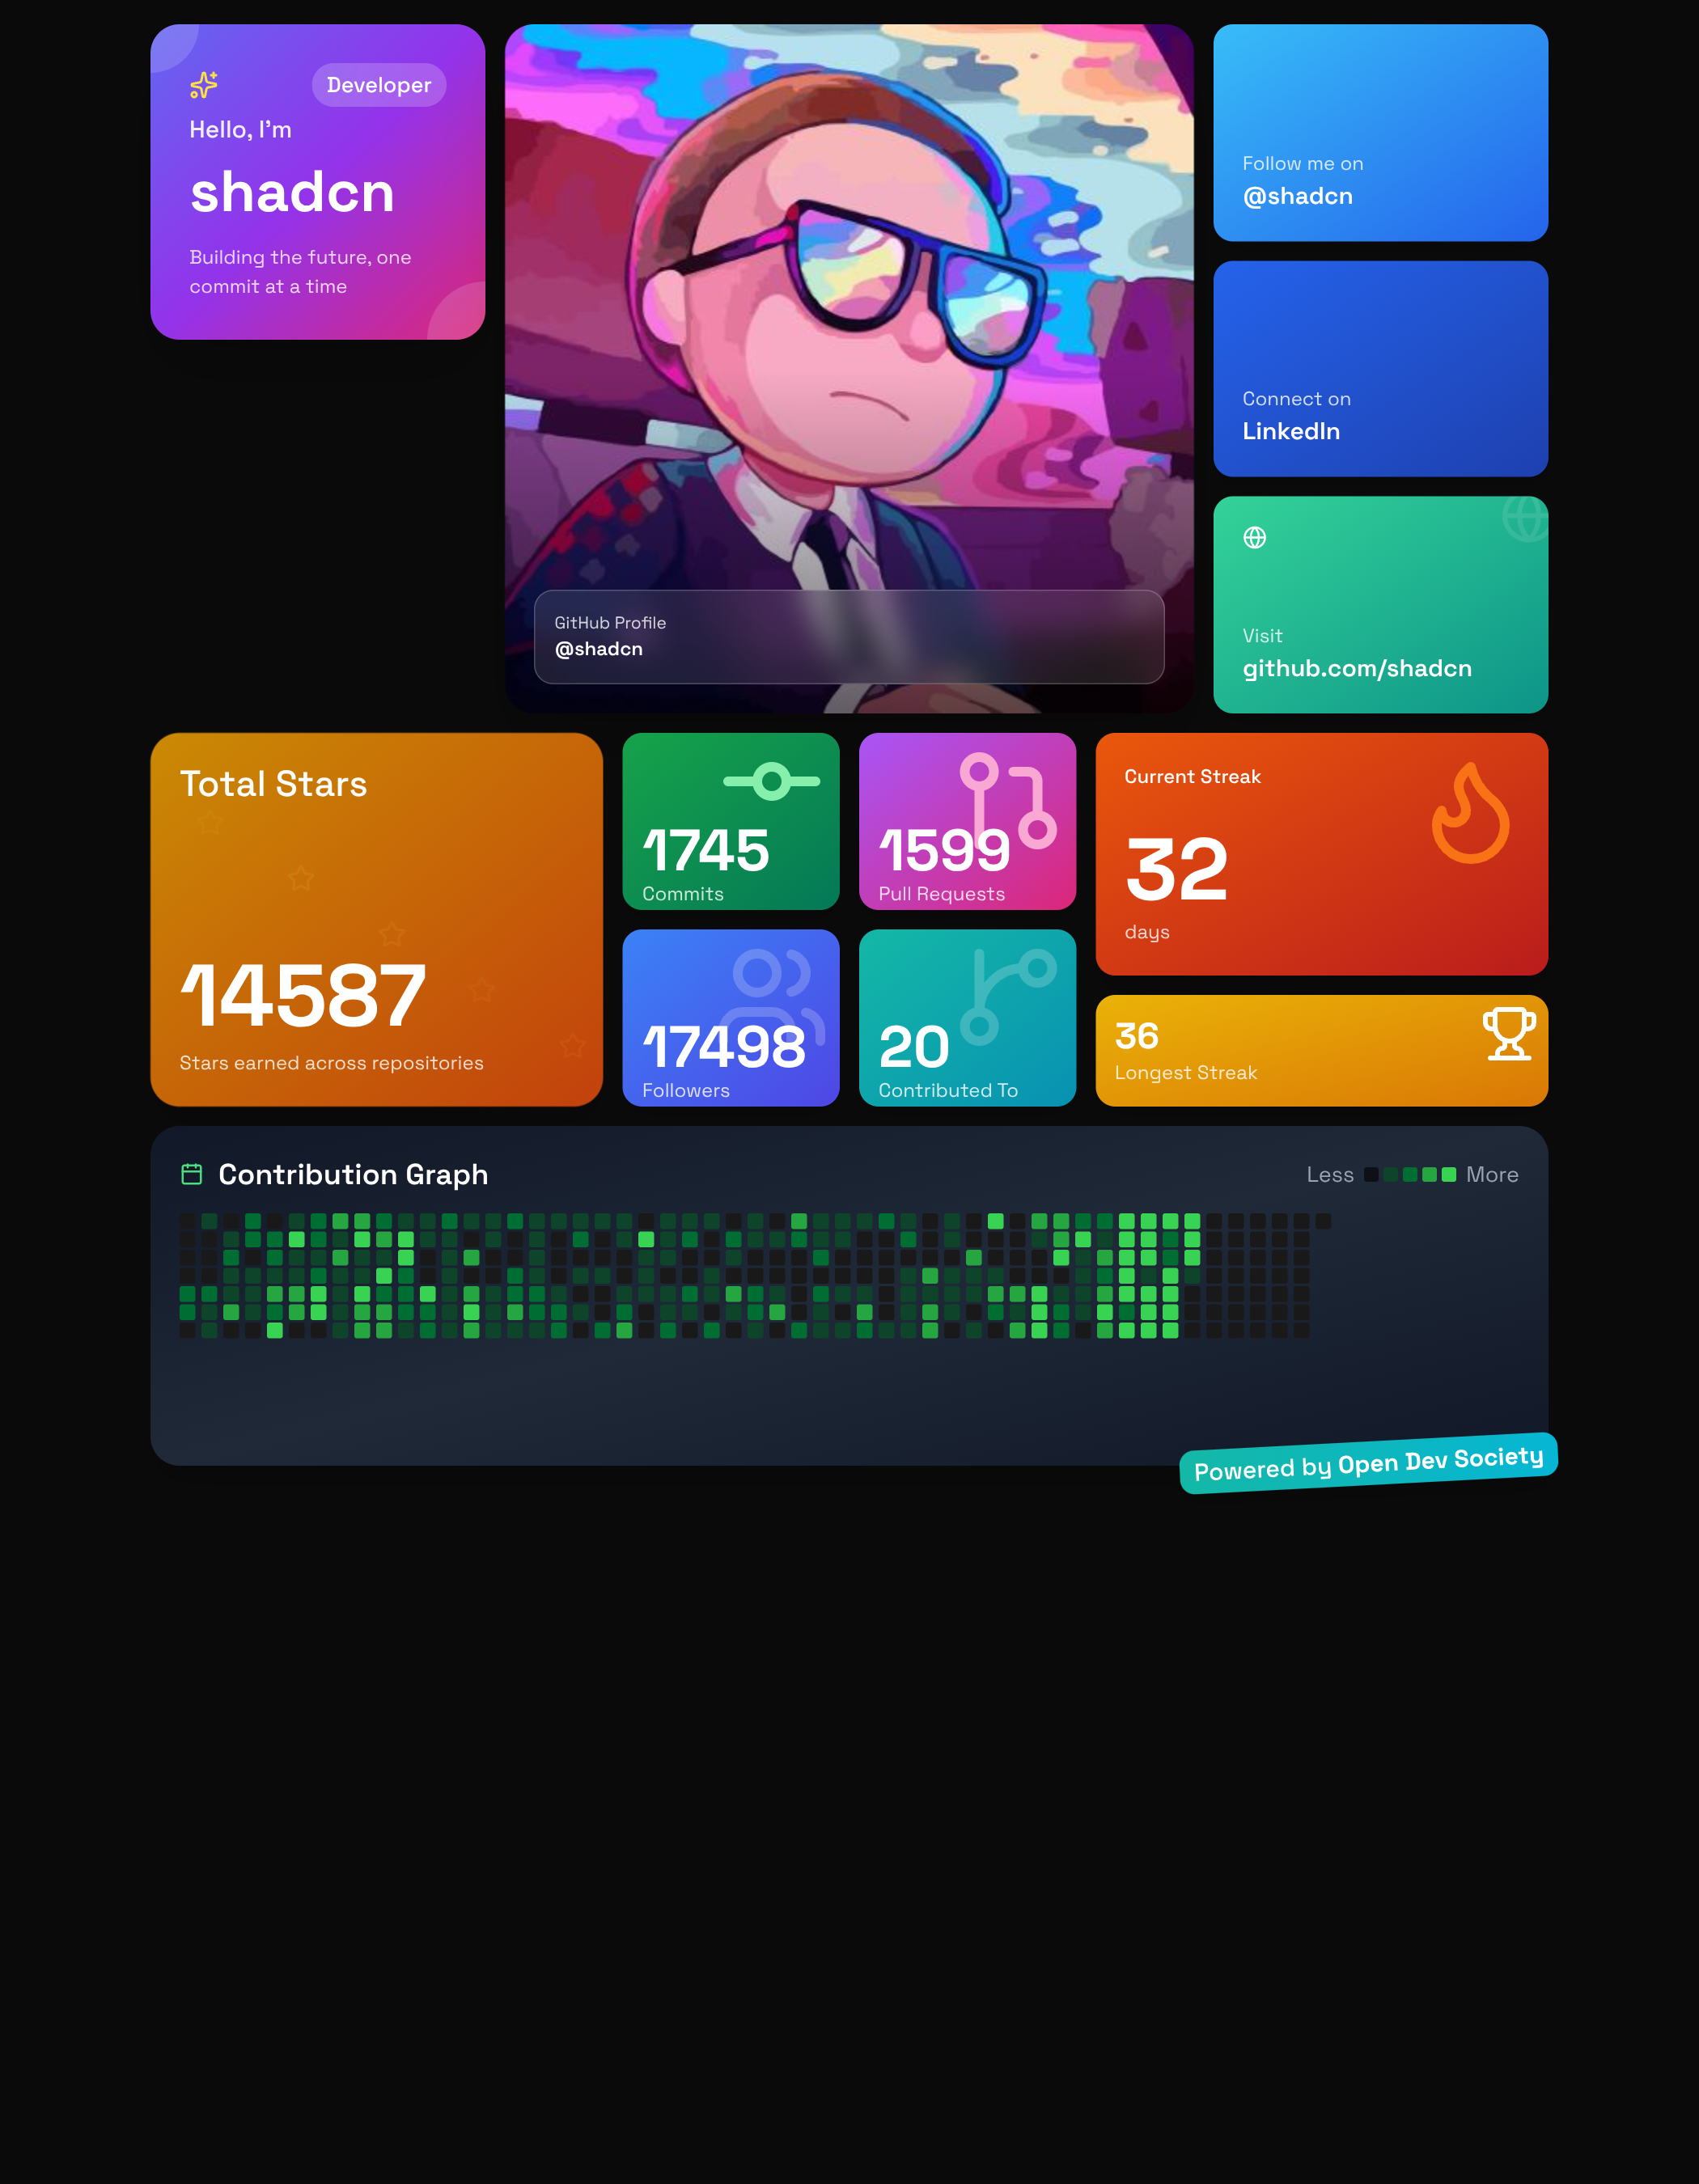 Developer
Hello, I'm
shadcn
Building the future, one
commit at a time
GitHub Profile
@shadcn
Follow me on
@shadcn
Connect on
LinkedIn
Visit
github.com/shadcn
Total Stars
14587
Stars earned across repositories
1745
Commits
1599
Pull Requests
17498
Followers
20
Contributed To
Current Streak
32
days
36
Longest Streak
Contribution Graph
Less More
Powered by Open Dev Society